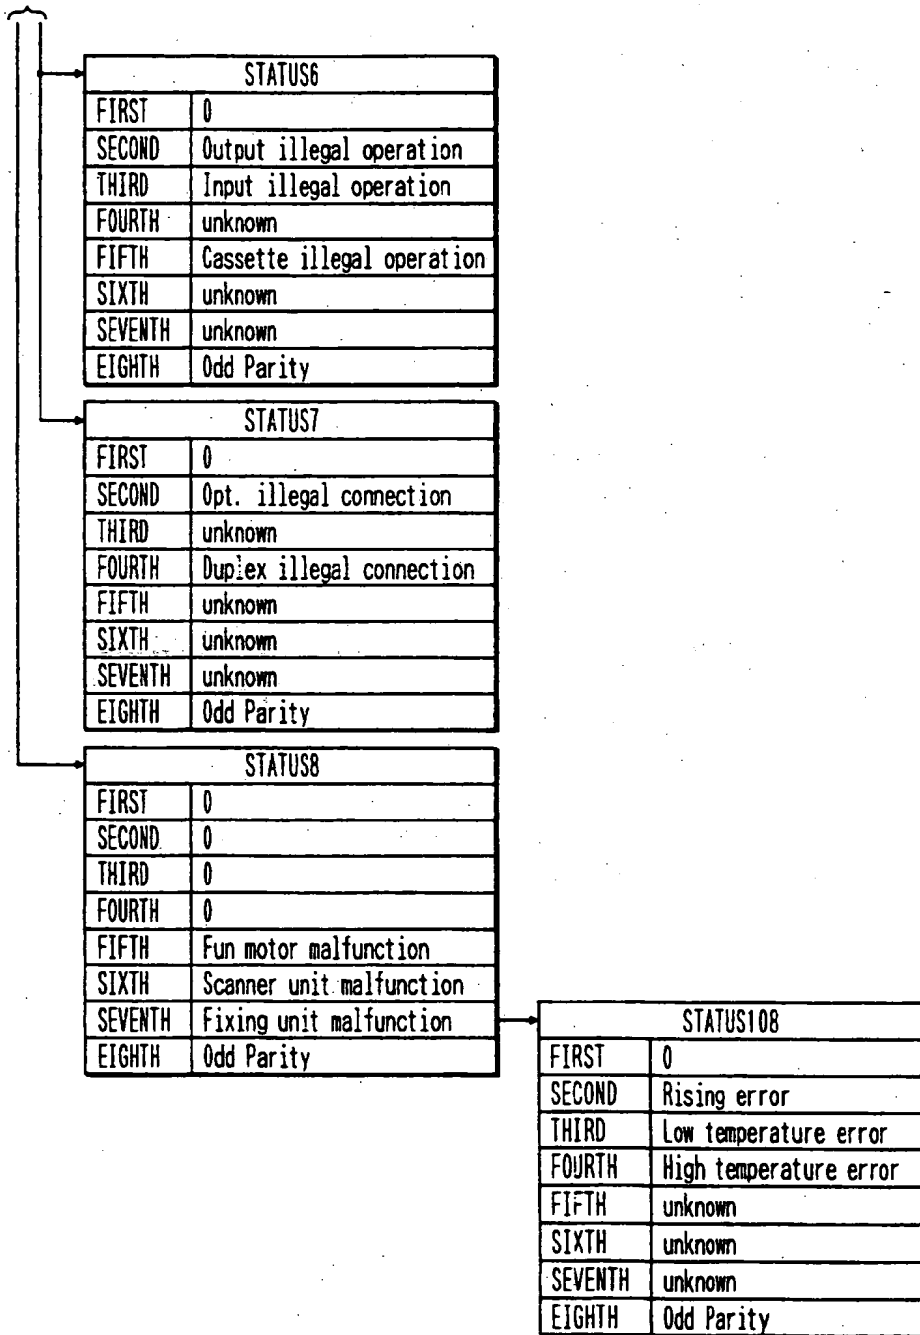 STATUS6
FIRST 0
SECOND Output illegal operation
THIRD Input illegal operation
FOURTH unknown
FIFTH Cassette illegal operation
SIXTH unknown
SEVENTH unknown
EIGHTH Odd Parity
STATUS7
FIRST 0
SECOND Opt. illegal connection
THIRD unknown
FOURTH Duplex illegal connection
FIFTH unknown
SIXTH unknown
SEVENTH unknown
EIGHTH Odd Parity
STATUS8
FIRST 0
SECOND 0
THIRD 0
FOURTH 0
FIFTH Fun motor malfunction
SIXTH Scanner unit malfunction
SEVENTH Fixing unit malfunction
EIGHTH Odd Parity
STATUS108
FIRST 0
SECOND Rising error
THIRD Low temperature error
FOURTH High temperature error
FIFTH unknown
SIXTH unknown
SEVENTH unknown
EIGHTH Odd Parity